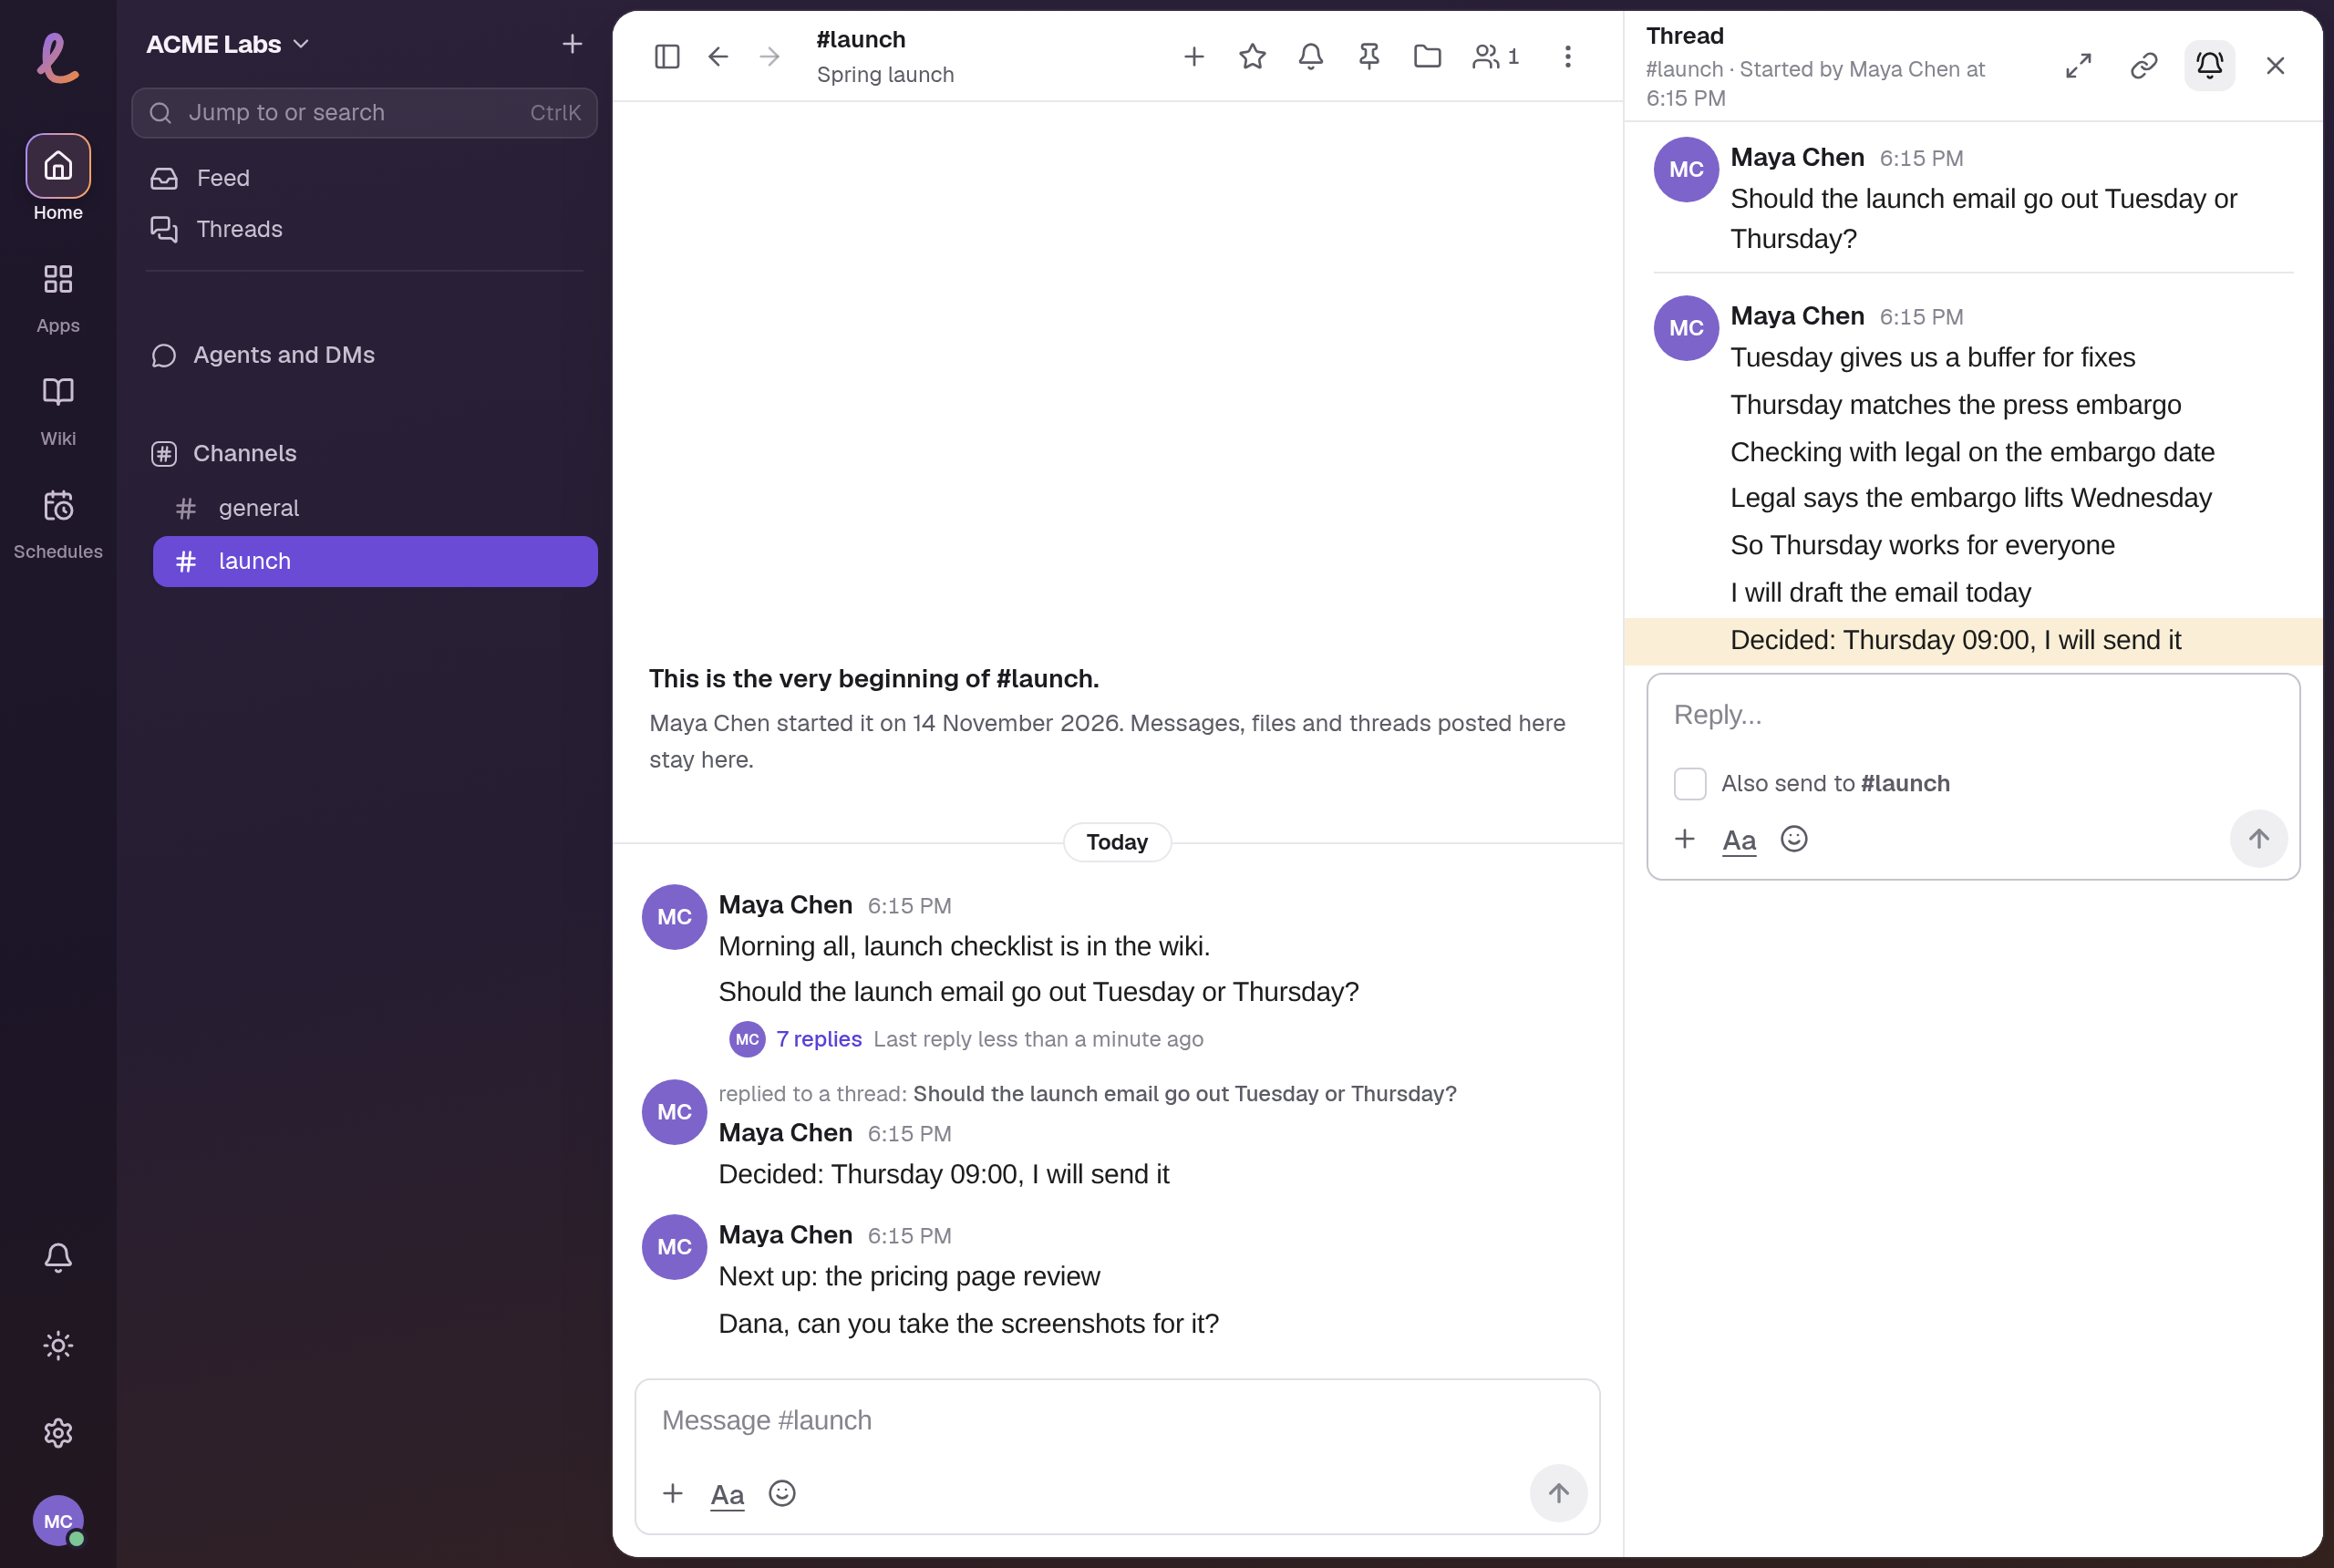 ACME Labs
Jump to or search CtrlK
Home
Feed
Threads
Apps
Agents and DMs
Wiki
Channels
general
Schedules
launch
MC
#launch
Spring launch
1
This is the very beginning of #launch.
Maya Chen started it on 14 November 2026. Messages, files and threads posted here
stay here.
Today
MC Maya Chen 6:15 PM
Morning all, launch checklist is in the wiki.
Should the launch email go out Tuesday or Thursday?
MC 7 replies Last reply less than a minute ago
replied to a thread: Should the launch email go out Tuesday or Thursday?
MC Maya Chen 6:15 PM
Decided: Thursday 09:00, I will send it
MC Maya Chen 6:15 PM
Next up: the pricing page review
Dana, can you take the screenshots for it?
Message #launch
Aa
Thread
#launch · Started by Maya Chen at
6:15 PM
MC Maya Chen 6:15 PM
Should the launch email go out Tuesday or
Thursday?
MC Maya Chen 6:15 PM
Tuesday gives us a buffer for fixes
Thursday matches the press embargo
Checking with legal on the embargo date
Legal says the embargo lifts Wednesday
So Thursday works for everyone
I will draft the email today
Decided: Thursday 09:00, I will send it
Reply...
Also send to #launch
Aa